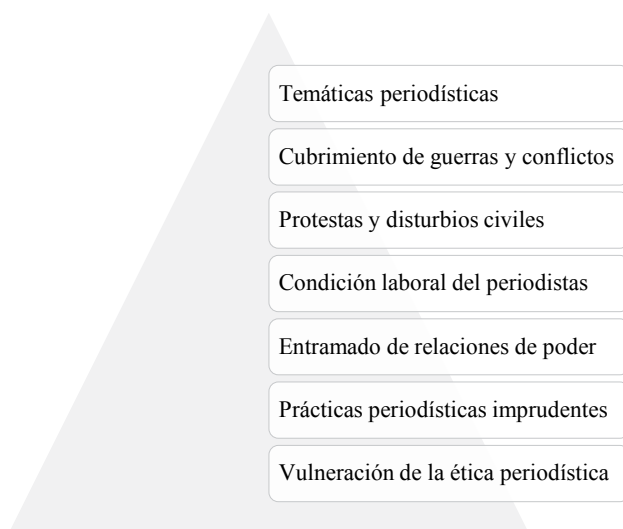 Temáticas periodísticas
Cubrimiento de guerras y conflictos
Protestas y disturbios civiles
Condición laboral del periodistas
Entramado de relaciones de poder
Prácticas periodísticas imprudentes
Vulneración de la ética periodística